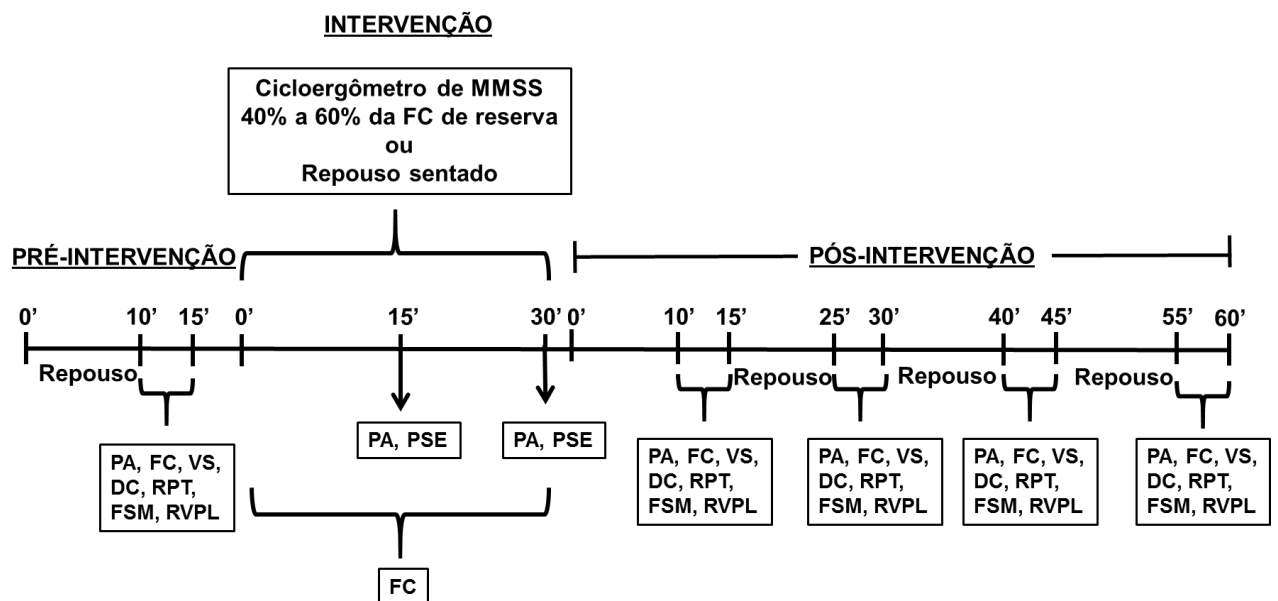 INTERVENÇÃO
Cicloergômetro de MMSS
40% a 60% da FC de reserva
ou
Repouso sentado
PRÉ-INTERVENÇÃO
PÓS-INTERVENÇÃO
0’ 10’ 15’ 0’ 15’ 30’ 0’ 10’ 15’ 25’ 30’ 40’ 45’ 55’ 60’
Repouso Repouso Repouso Repouso
PA, PSE
PA, PSE
PA, FC, VS,
DC, RPT,
FSM, RVPL
FC
PA, FC, VS,
DC, RPT,
FSM, RVPL
PA, FC, VS,
DC, RPT,
FSM, RVPL
PA, FC, VS,
DC, RPT,
FSM, RVPL
PA, FC, VS,
DC, RPT,
FSM, RVPL